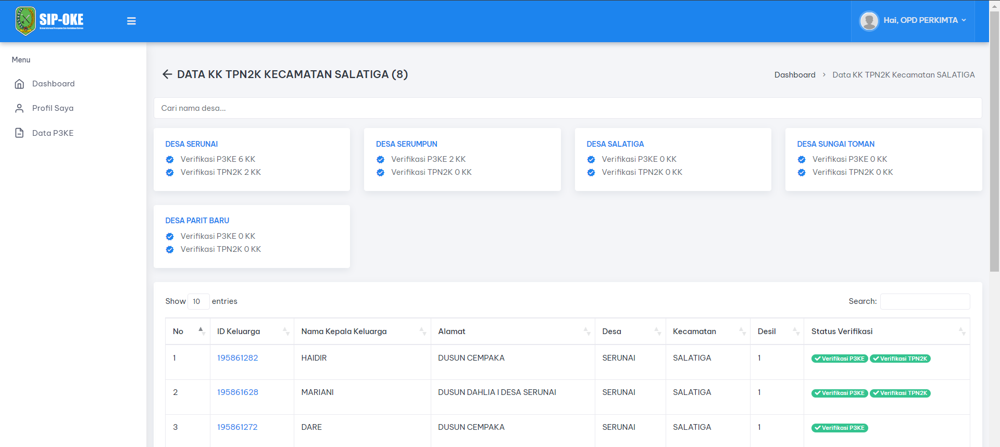 SIP-OKE
Hai, OPD PERKIMTA
Menu
Dashboard
Profil Saya
Data P3KE
DATA KK TPN2K KECAMATAN SALATIGA (8)
Dashboard > Data KK TPN2K Kecamatan SALATIGA
Cari nama desa...
DESA SERUNAI
Verifikasi P3KE 6 KK
Verifikasi TPN2K 2 KK
DESA SERUMPUN
Verifikasi P3KE 2 KK
Verifikasi TPN2K 0 KK
DESA SALATIGA
Verifikasi P3KE 0 KK
Verifikasi TPN2K 0 KK
DESA SUNGAI TOMAN
Verifikasi P3KE 0 KK
Verifikasi TPN2K 0 KK
DESA PARIT BARU
Verifikasi P3KE 0 KK
Verifikasi TPN2K 0 KK
Show 10 entries
Search:
No ID Keluarga Nama Kepala Keluarga Alamat Desa Kecamatan Desil Status Verifikasi
1 195861282 HAIDIR DUSUN CEMPAKA SERUNAI SALATIGA 1 Verifikasi P3KE Verifikasi TPN2K
2 195861628 MARIANI DUSUN DAHLIA I DESA SERUNAI SERUNAI SALATIGA 1 Verifikasi P3KE Verifikasi TPN2K
3 195861272 DARE DUSUN CEMPAKA SERUNAI SALATIGA 1 Verifikasi P3KE